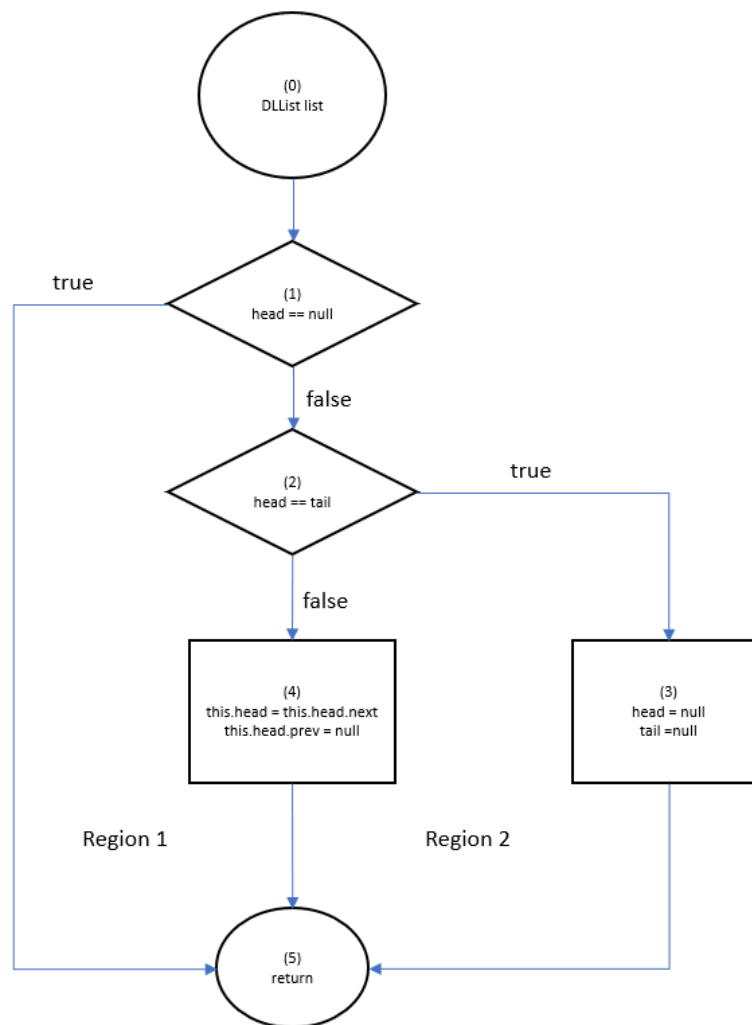 (0)
DLList list
true
(1)
head == null
false
(2)
head == tail
true
false
(4)
this.head = this.head.next
this.head.prev = null
(3)
head = null
tail =null
Region 1
Region 2
(5)
return